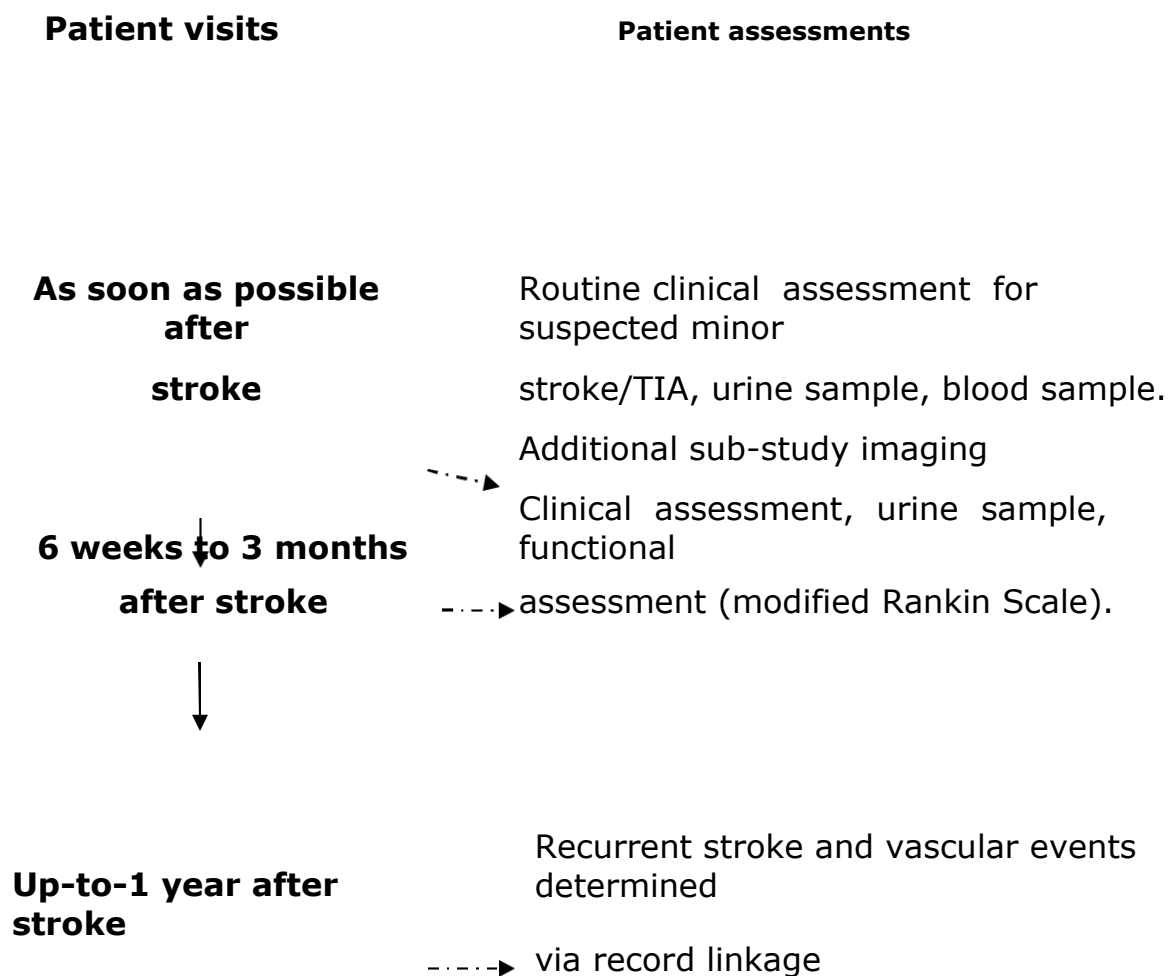 Patient visits
Patient assessments
As soon as possible
after
stroke
Routine clinical assessment for
suspected minor
stroke/TIA, urine sample, blood sample.
Additional sub-study imaging
6 weeks to 3 months
after stroke
Clinical assessment, urine sample,
functional
assessment (modified Rankin Scale).
Up-to-1 year after
stroke
Recurrent stroke and vascular events
determined
via record linkage